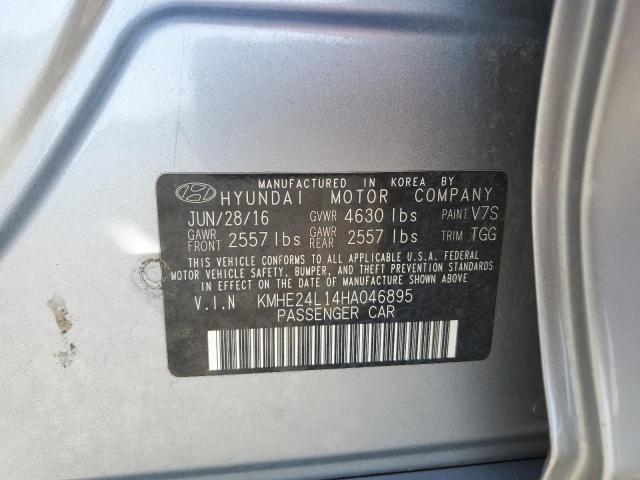 MANUFACTURED IN KOREA BY
HYUNDAI MOTOR COMPANY
JUN/28/16 GVWR 4630 lbs PAINT V7S
GAWR FRONT 2557 lbs GAWR REAR 2557 lbs TRIM TGG
THIS VEHICLE CONFORMS TO ALL APPLICABLE U.S.A. FEDERAL
MOTOR VEHICLE SAFETY, BUMPER, AND THEFT PREVENTION STANDARDS
IN EFFECT ON THE DATE OF MANUFACTURE SHOWN ABOVE.
V.I.N KMHE24L14HA046895
PASSENGER CAR